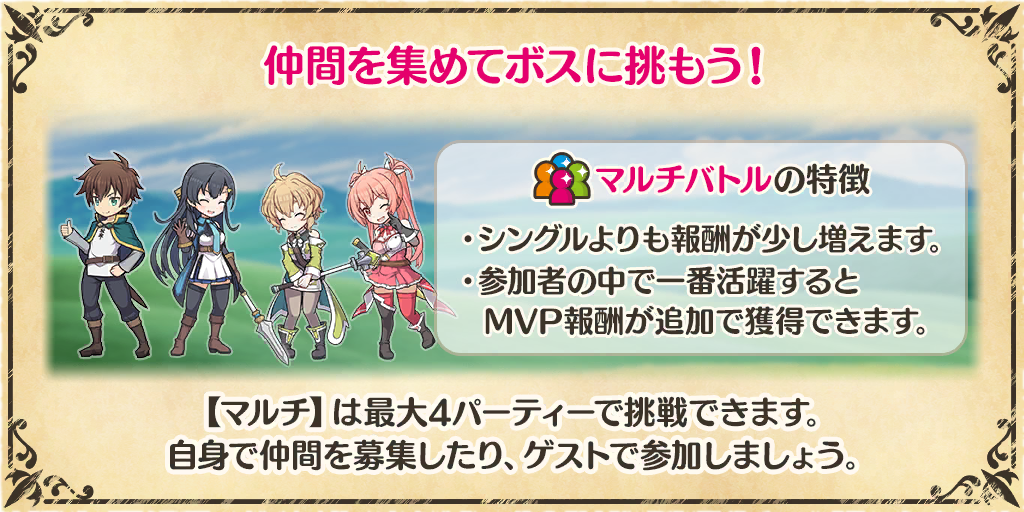 仲間を集めてボスに挑もう！
マルチバトルの特徴
・シングルよりも報酬が少し増えます。
・参加者の中で一番活躍すると
MVP報酬が追加で獲得できます。
【マルチ】は最大4パーティーで挑戦できます。
自身で仲間を募集したり、ゲストで参加しましょう。